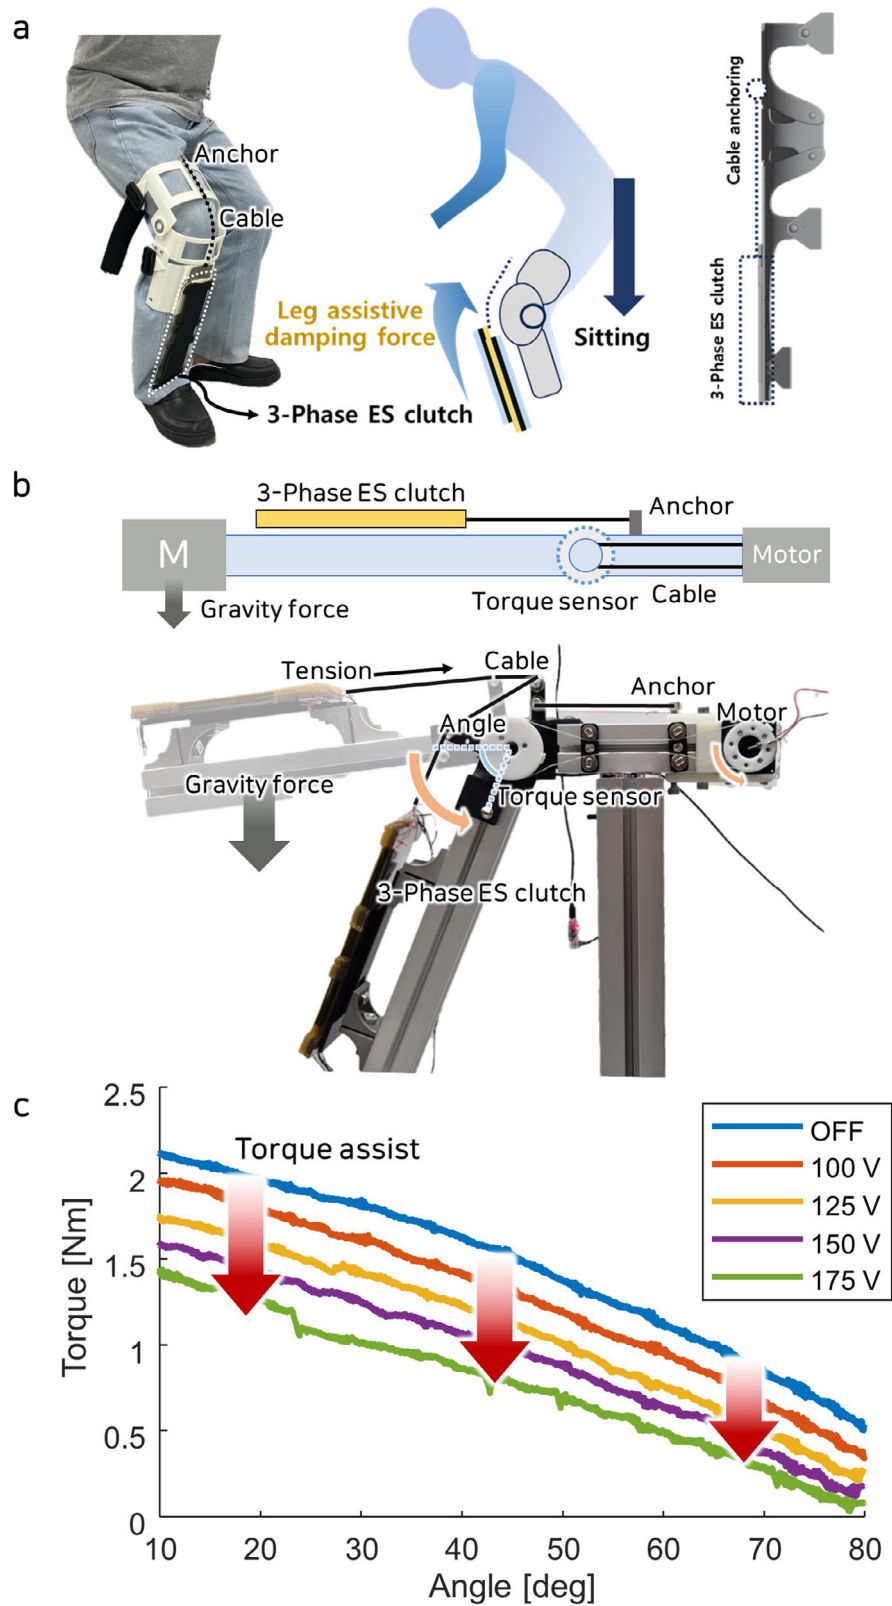 a
Anchor
Cable
3-Phase ES clutch
Leg assistive
damping force
Sitting
Cable anchoring
3-Phase ES clutch
b
3-Phase ES clutch
Anchor
M
Motor
Gravity force
Torque sensor
Cable
Tension
Cable
Anchor
Motor
Angle
Gravity force
Torque sensor
3-Phase ES clutch
c
Torque assist
OFF
100 V
125 V
150 V
175 V
Torque [Nm]
2.5
2
1.5
1
0.5
0
10 20 30 40 50 60 70 80
Angle [deg]